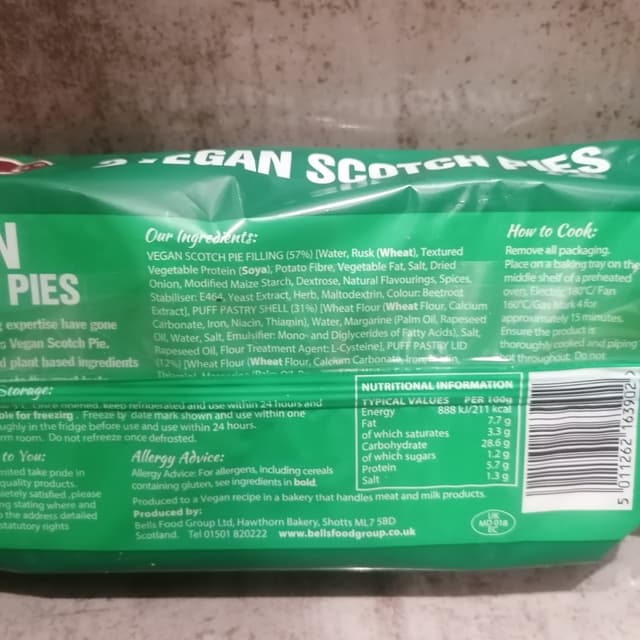 VEGAN SCOTCH PIES
N
PIES
expertise have gone
s Vegan Scotch Pie.
d plant based ingredients
Our Ingredients:
VEGAN SCOTCH PIE FILLING (57%) [Water, Rusk (Wheat), Textured
Vegetable Protein (Soya), Potato Fibre, Vegetable Fat, Salt, Dried
Onion, Modified Maize Starch, Dextrose, Natural Flavourings, Spices,
Stabiliser: E464, Yeast Extract, Herb, Maltodextrin, Colour: Beetroot
Extract], PUFF PASTRY SHELL (31%) [Wheat Flour (Wheat Flour, Calcium
Carbonate, Iron, Niacin, Thiamin), Water, Margarine (Palm Oil, Rapeseed
Oil, Water, Salt, Emulsifier: Mono- and Diglycerides of Fatty Acids), Salt,
Rapeseed Oil, Flour Treatment Agent: L-Cysteine], PUFF PASTRY LID
(12%) [Wheat Flour (Wheat Flour, Calcium Carbonate, Iron,
How to Cook:
Remove all packaging.
Place on a baking tray on the
middle shelf of a preheated
oven, Electric 180°C/ Fan
160°C/Gas Mark 4 for
approximately 15 minutes.
Ensure the product is
thoroughly cooked and piping
hot throughout. Do not
Storage:
Once opened, keep refrigerated and use within 24 hours and
ble for freezing. Freeze by date mark shown and use within one
ughly in the fridge before use and use within 24 hours.
rm room. Do not refreeze once defrosted.
to You:
mited take pride in
quality products.
letely satisfied, please
ng stating where and
the address detailed
statutory rights
Allergy Advice:
Allergy Advice: For allergens, including cereals
containing gluten, see ingredients in bold.
Produced to a Vegan recipe in a bakery that handles meat and milk products.
Produced by:
Bells Food Group Ltd, Hawthorn Bakery, Shotts ML7 5BD
Scotland. Tel 01501 820222 www.bellsfoodgroup.co.uk
NUTRITIONAL INFORMATION
TYPICAL VALUES PER 100g
Energy 888 kJ/211 kcal
Fat 7.7 g
of which saturates 3.3 g
Carbohydrate 28.6 g
of which sugars 1.2 g
Protein 5.7 g
Salt 1.3 g
UK
MD 018
EC
5 011262 163902